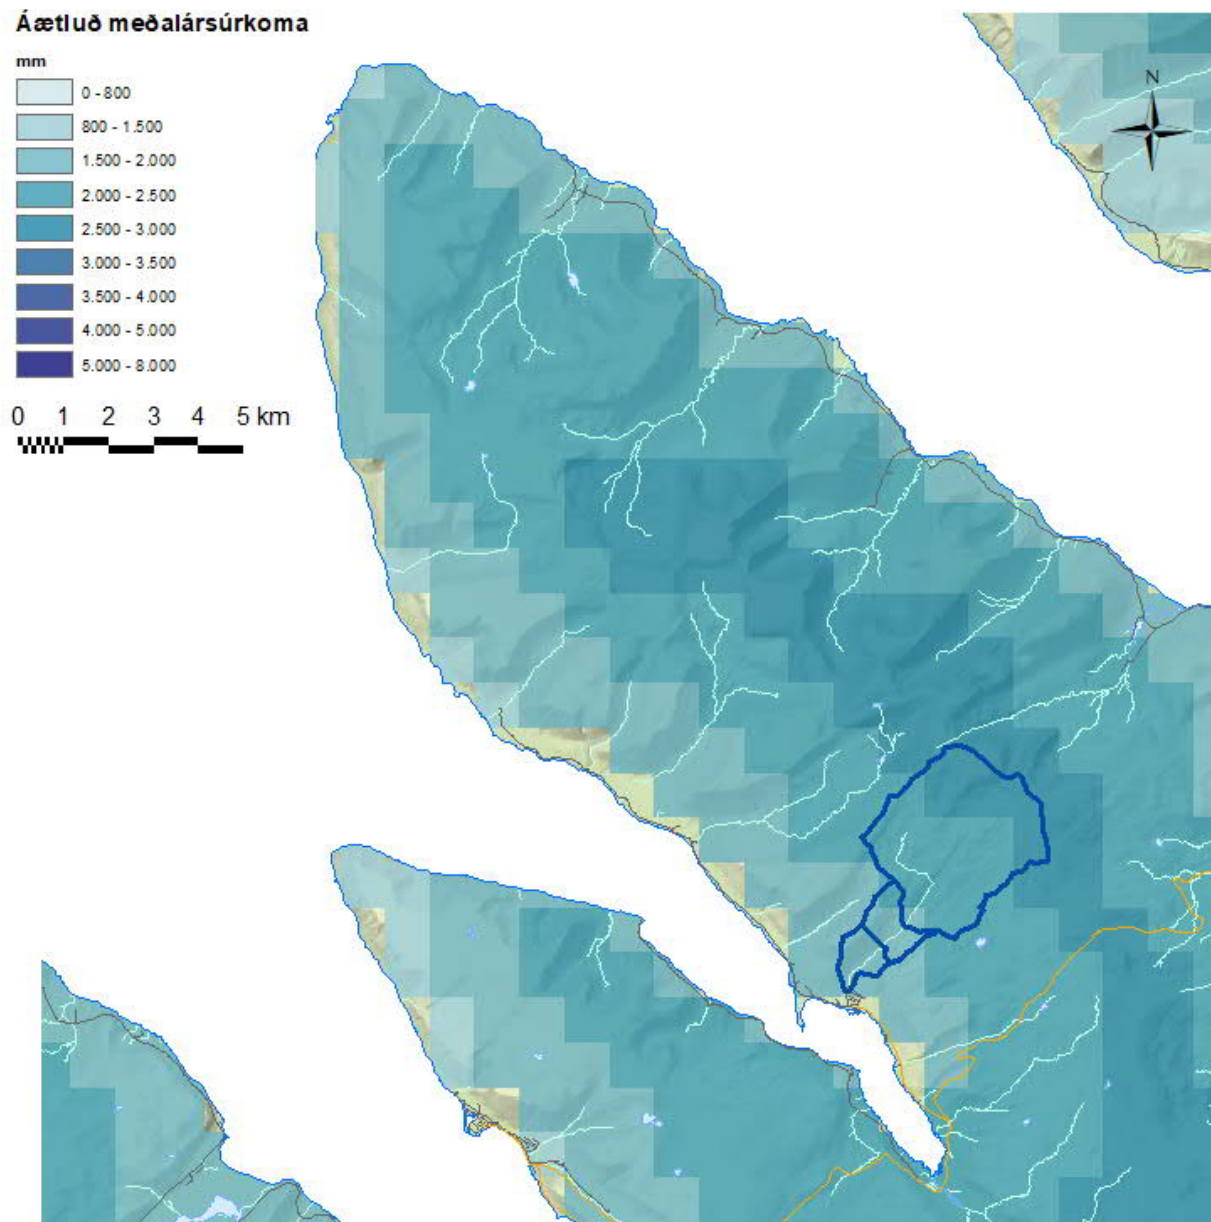 Áætluð meðalársúrkoma
mm
0 - 800
800 - 1.500
1.500 - 2.000
2.000 - 2.500
2.500 - 3.000
3.000 - 3.500
3.500 - 4.000
4.000 - 5.000
5.000 - 8.000
0 1 2 3 4 5 km
N